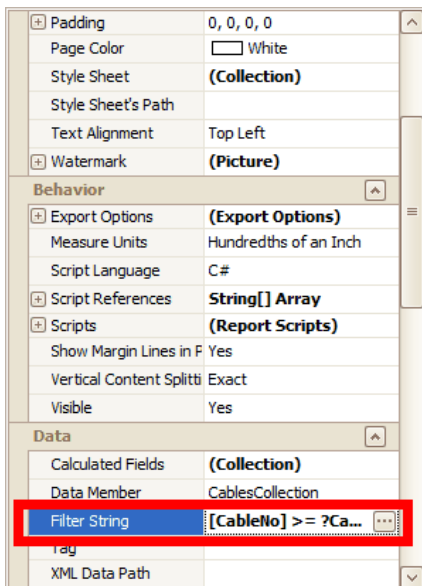 Padding 0, 0, 0, 0
Page Color White
Style Sheet (Collection)
Style Sheet's Path
Text Alignment Top Left
Watermark (Picture)
Behavior
Export Options (Export Options)
Measure Units Hundredths of an Inch
Script Language C#
Script References String[] Array
Scripts (Report Scripts)
Show Margin Lines in P Yes
Vertical Content Splitti Exact
Visible Yes
Data
Calculated Fields (Collection)
Data Member CablesCollection
Filter String [CableNo] >= ?Ca... ...
Tag
XML Data Path